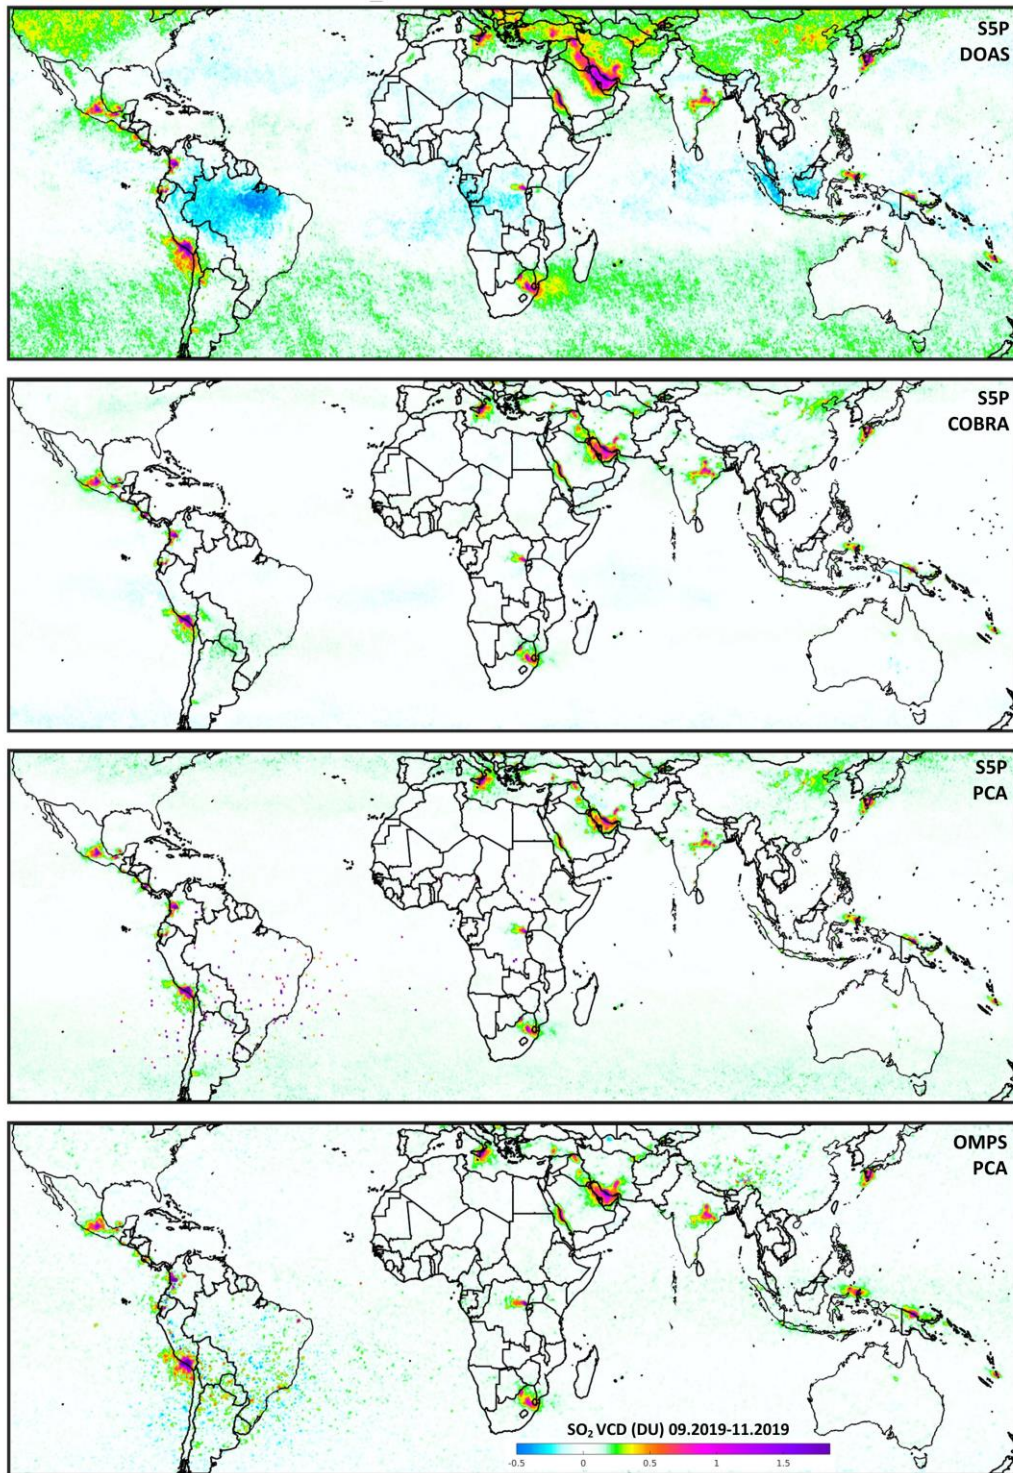 S5P
DOAS
S5P
COBRA
S5P
PCA
OMPS
PCA
SO₂ VCD (DU) 09.2019-11.2019
-0.5 0 0.5 1 1.5